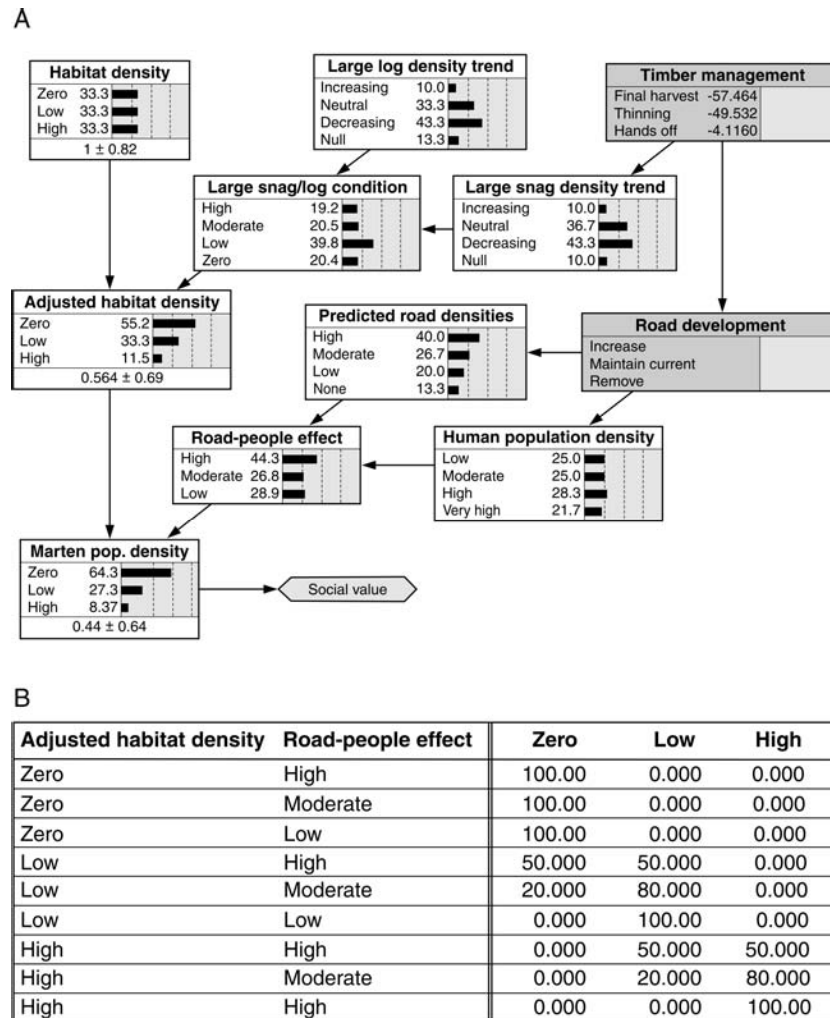 A
Habitat density
Zero 33.3
Low 33.3
High 33.3
1 ± 0.82
Large log density trend
Increasing 10.0
Neutral 33.3
Decreasing 43.3
Null 13.3
Timber management
Final harvest -57.464
Thinning -49.532
Hands off -4.1160
Large snag/log condition
High 19.2
Moderate 20.5
Low 39.8
Zero 20.4
Large snag density trend
Increasing 10.0
Neutral 36.7
Decreasing 43.3
Null 10.0
Adjusted habitat density
Zero 55.2
Low 33.3
High 11.5
0.564 ± 0.69
Predicted road densities
High 40.0
Moderate 26.7
Low 20.0
None 13.3
Road development
Increase
Maintain current
Remove
Road-people effect
High 44.3
Moderate 26.8
Low 28.9
Human population density
Low 25.0
Moderate 25.0
High 28.3
Very high 21.7
Marten pop. density
Zero 64.3
Low 27.3
High 8.37
0.44 ± 0.64
Social value
B
Adjusted habitat density Road-people effect Zero Low High
Zero High 100.00 0.000 0.000
Zero Moderate 100.00 0.000 0.000
Zero Low 100.00 0.000 0.000
Low High 50.000 50.000 0.000
Low Moderate 20.000 80.000 0.000
Low Low 0.000 100.00 0.000
High High 0.000 50.000 50.000
High Moderate 0.000 20.000 80.000
High High 0.000 0.000 100.00